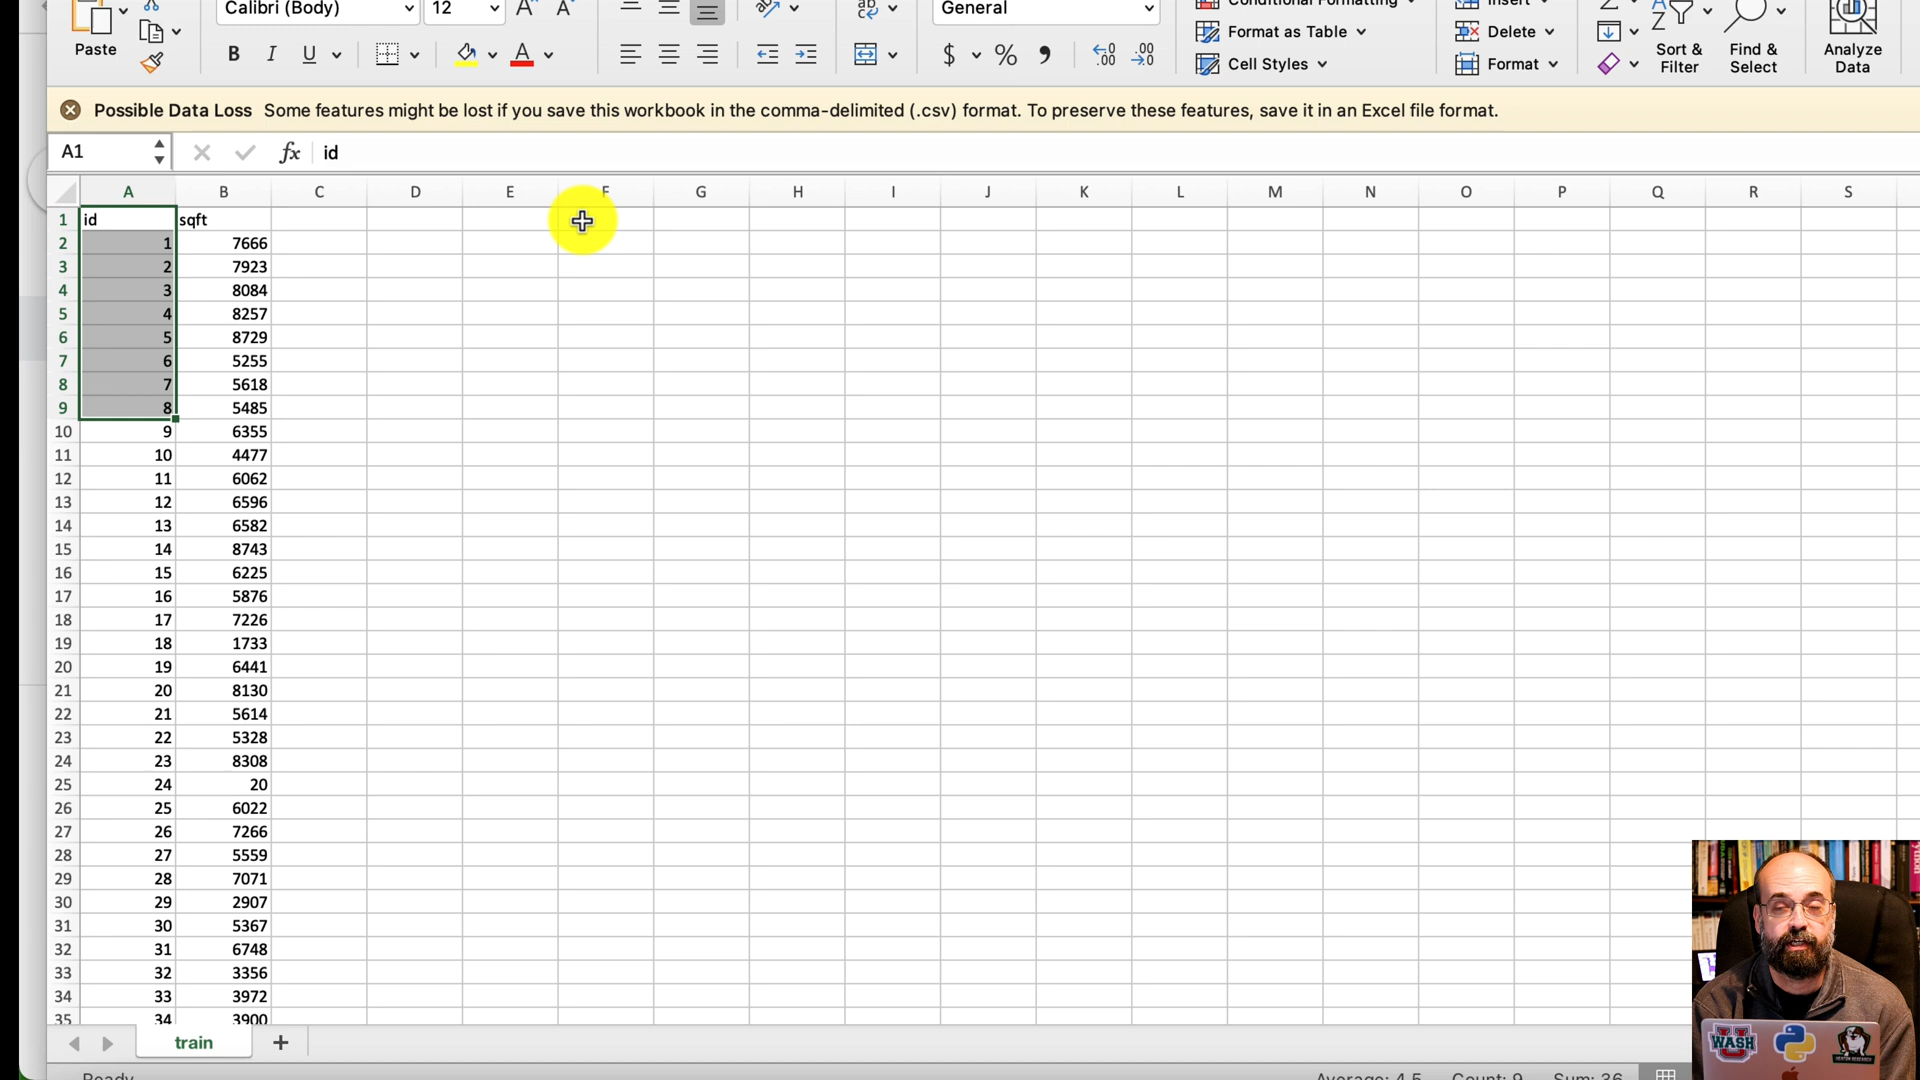 Calibri (Body) 12 General Conditional Formatting Insert
Paste B I U A $ % Format as Table Delete Sort & Filter Find & Select Analyze Data
Cell Styles Format
Possible Data Loss Some features might be lost if you save this workbook in the comma-delimited (.csv) format. To preserve these features, save it in an Excel file format.
A1 fx id
A B C D E F G H I J K L M N O P Q R S
1 id sqft
2 1 7666
3 2 7923
4 3 8084
5 4 8257
6 5 8729
7 6 5255
8 7 5618
9 8 5485
10 9 6355
11 10 4477
12 11 6062
13 12 6596
14 13 6582
15 14 8743
16 15 6225
17 16 5876
18 17 7226
19 18 1733
20 19 6441
21 20 8130
22 21 5614
23 22 5328
24 23 8308
25 24 20
26 25 6022
27 26 7266
28 27 5559
29 28 7071
30 29 2907
31 30 5367
32 31 6748
33 32 3356
34 33 3972
35 34 3900
train +
Ready Average: 4.5 Count: 9 Sum: 36
U WASH